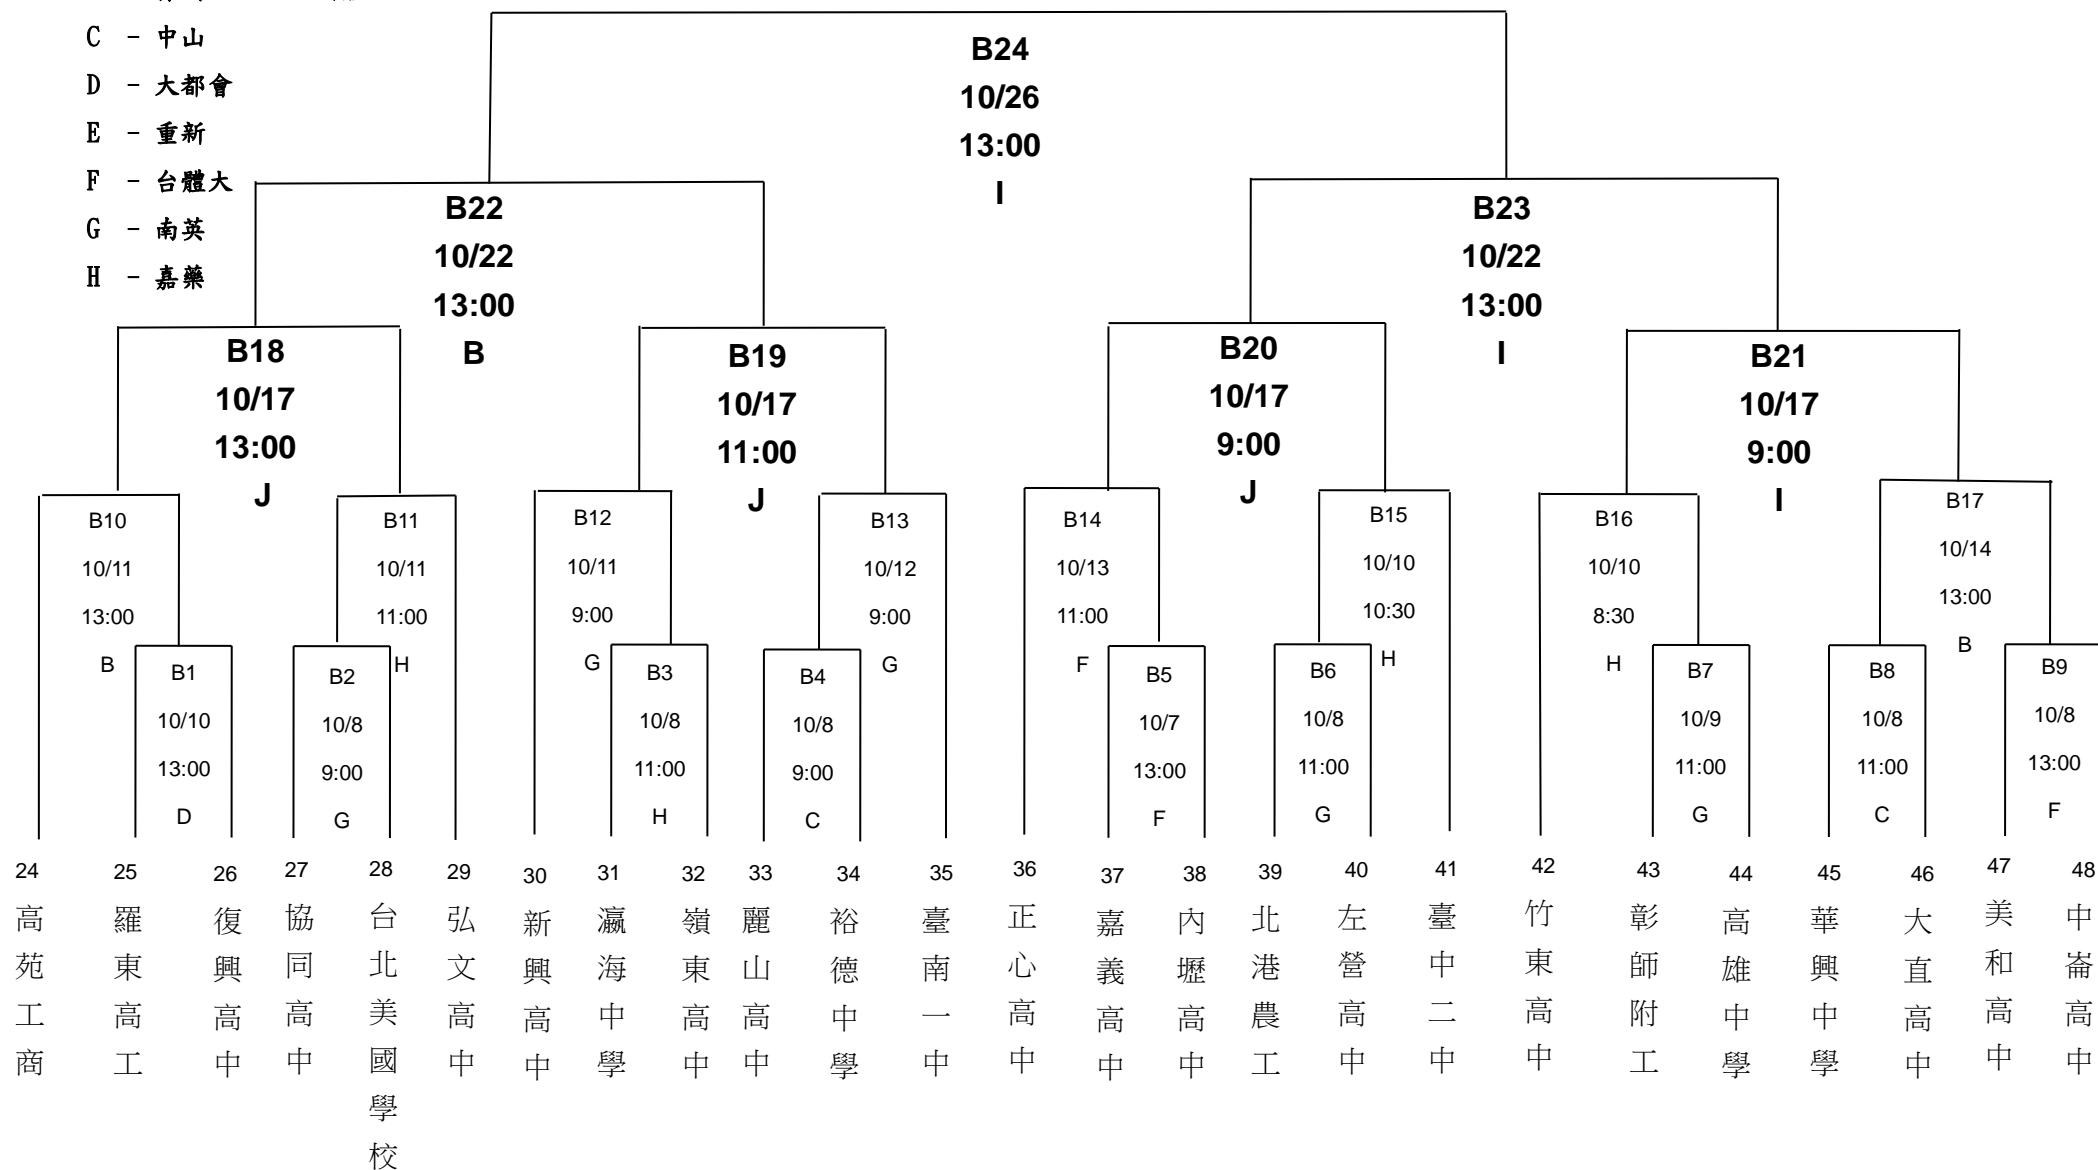 C - 中山
D - 大都會
E - 重新
F - 台體大
G - 南英
H - 嘉藥
B24
10/26
13:00
I
B22
10/22
13:00
B
B23
10/22
13:00
I
B18
10/17
13:00
J
B19
10/17
11:00
J
B20
10/17
9:00
J
B21
10/17
9:00
I
B10
10/11
13:00
B
B11
10/11
11:00
H
B12
10/11
9:00
G
B13
10/12
9:00
G
B14
10/13
11:00
F
B15
10/10
10:30
H
B16
10/10
8:30
H
B17
10/14
13:00
B
B1
10/10
13:00
D
B2
10/8
9:00
G
B3
10/8
11:00
H
B4
10/8
9:00
C
B5
10/7
13:00
F
B6
10/8
11:00
G
B7
10/9
11:00
G
B8
10/8
11:00
C
B9
10/8
13:00
F
24
高苑工商
25
羅東高工
26
復興高中
27
協同高中
28
台北美國學校
29
弘文高中
30
新興高中
31
瀛海中學
32
嶺東高中
33
麗山高中
34
裕德中學
35
臺南一中
36
正心高中
37
嘉義高中
38
內壢高中
39
北港農工
40
左營高中
41
臺中二中
42
竹東高中
43
彰師附工
44
高雄中學
45
華興中學
46
大直高中
47
美和高中
48
中崙高中